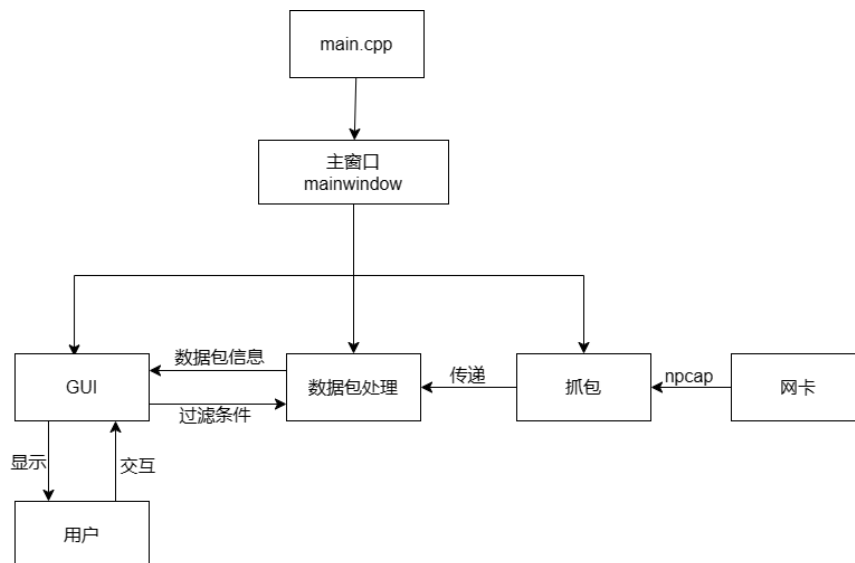 main.cpp
主窗口
mainwindow
数据包信息
GUI
过滤条件
数据包处理
传递
抓包
npcap
网卡
显示
交互
用户